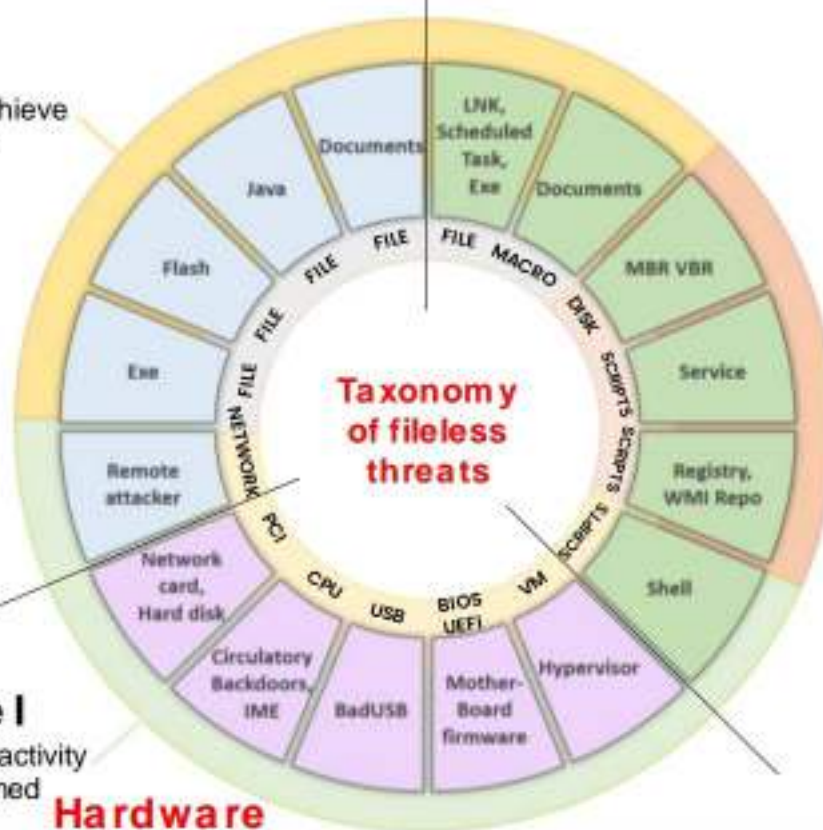 hieve
Documents
LNK,
Scheduled
Task,
Exe
Documents
MBR VBR
Service
Registry,
WMI Repo
Shell
Hypervisor
Mother-
Board
firmware
BadUSB
Circulatory
Backdoors,
IME
Network
card,
Hard disk
Remote
attacker
Exe
Flash
Java
FILE
FILE
MACRO
DISK
SCRIPTS
SCRIPTS
SCRIPTS
VM
BIOS
UEFI
USB
CPU
PCI
NETWORK
FILE
FILE
FILE
Taxonomy
of fileless
threats
e I
activity
ned
Hardware